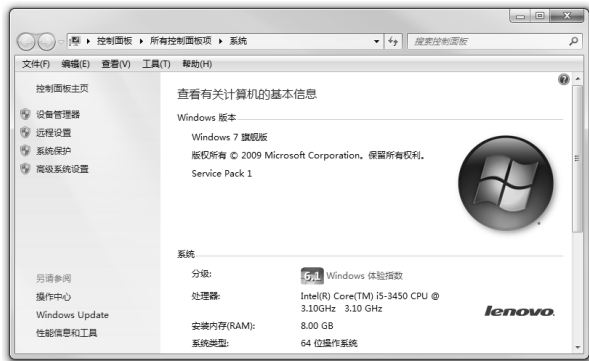 控制面板 ▸ 所有控制面板项 ▸ 系统
搜索控制面板
文件(F) 编辑(E) 查看(V) 工具(T) 帮助(H)
控制面板主页
设备管理器
远程设置
系统保护
高级系统设置
另请参阅
操作中心
Windows Update
性能信息和工具
查看有关计算机的基本信息
Windows 版本
Windows 7 旗舰版
版权所有 © 2009 Microsoft Corporation。保留所有权利。
Service Pack 1
系统
分级: 6.1 Windows 体验指数
处理器: Intel(R) Core(TM) i5-3450 CPU @
3.10GHz 3.10 GHz
安装内存(RAM): 8.00 GB
系统类型: 64 位操作系统
lenovo